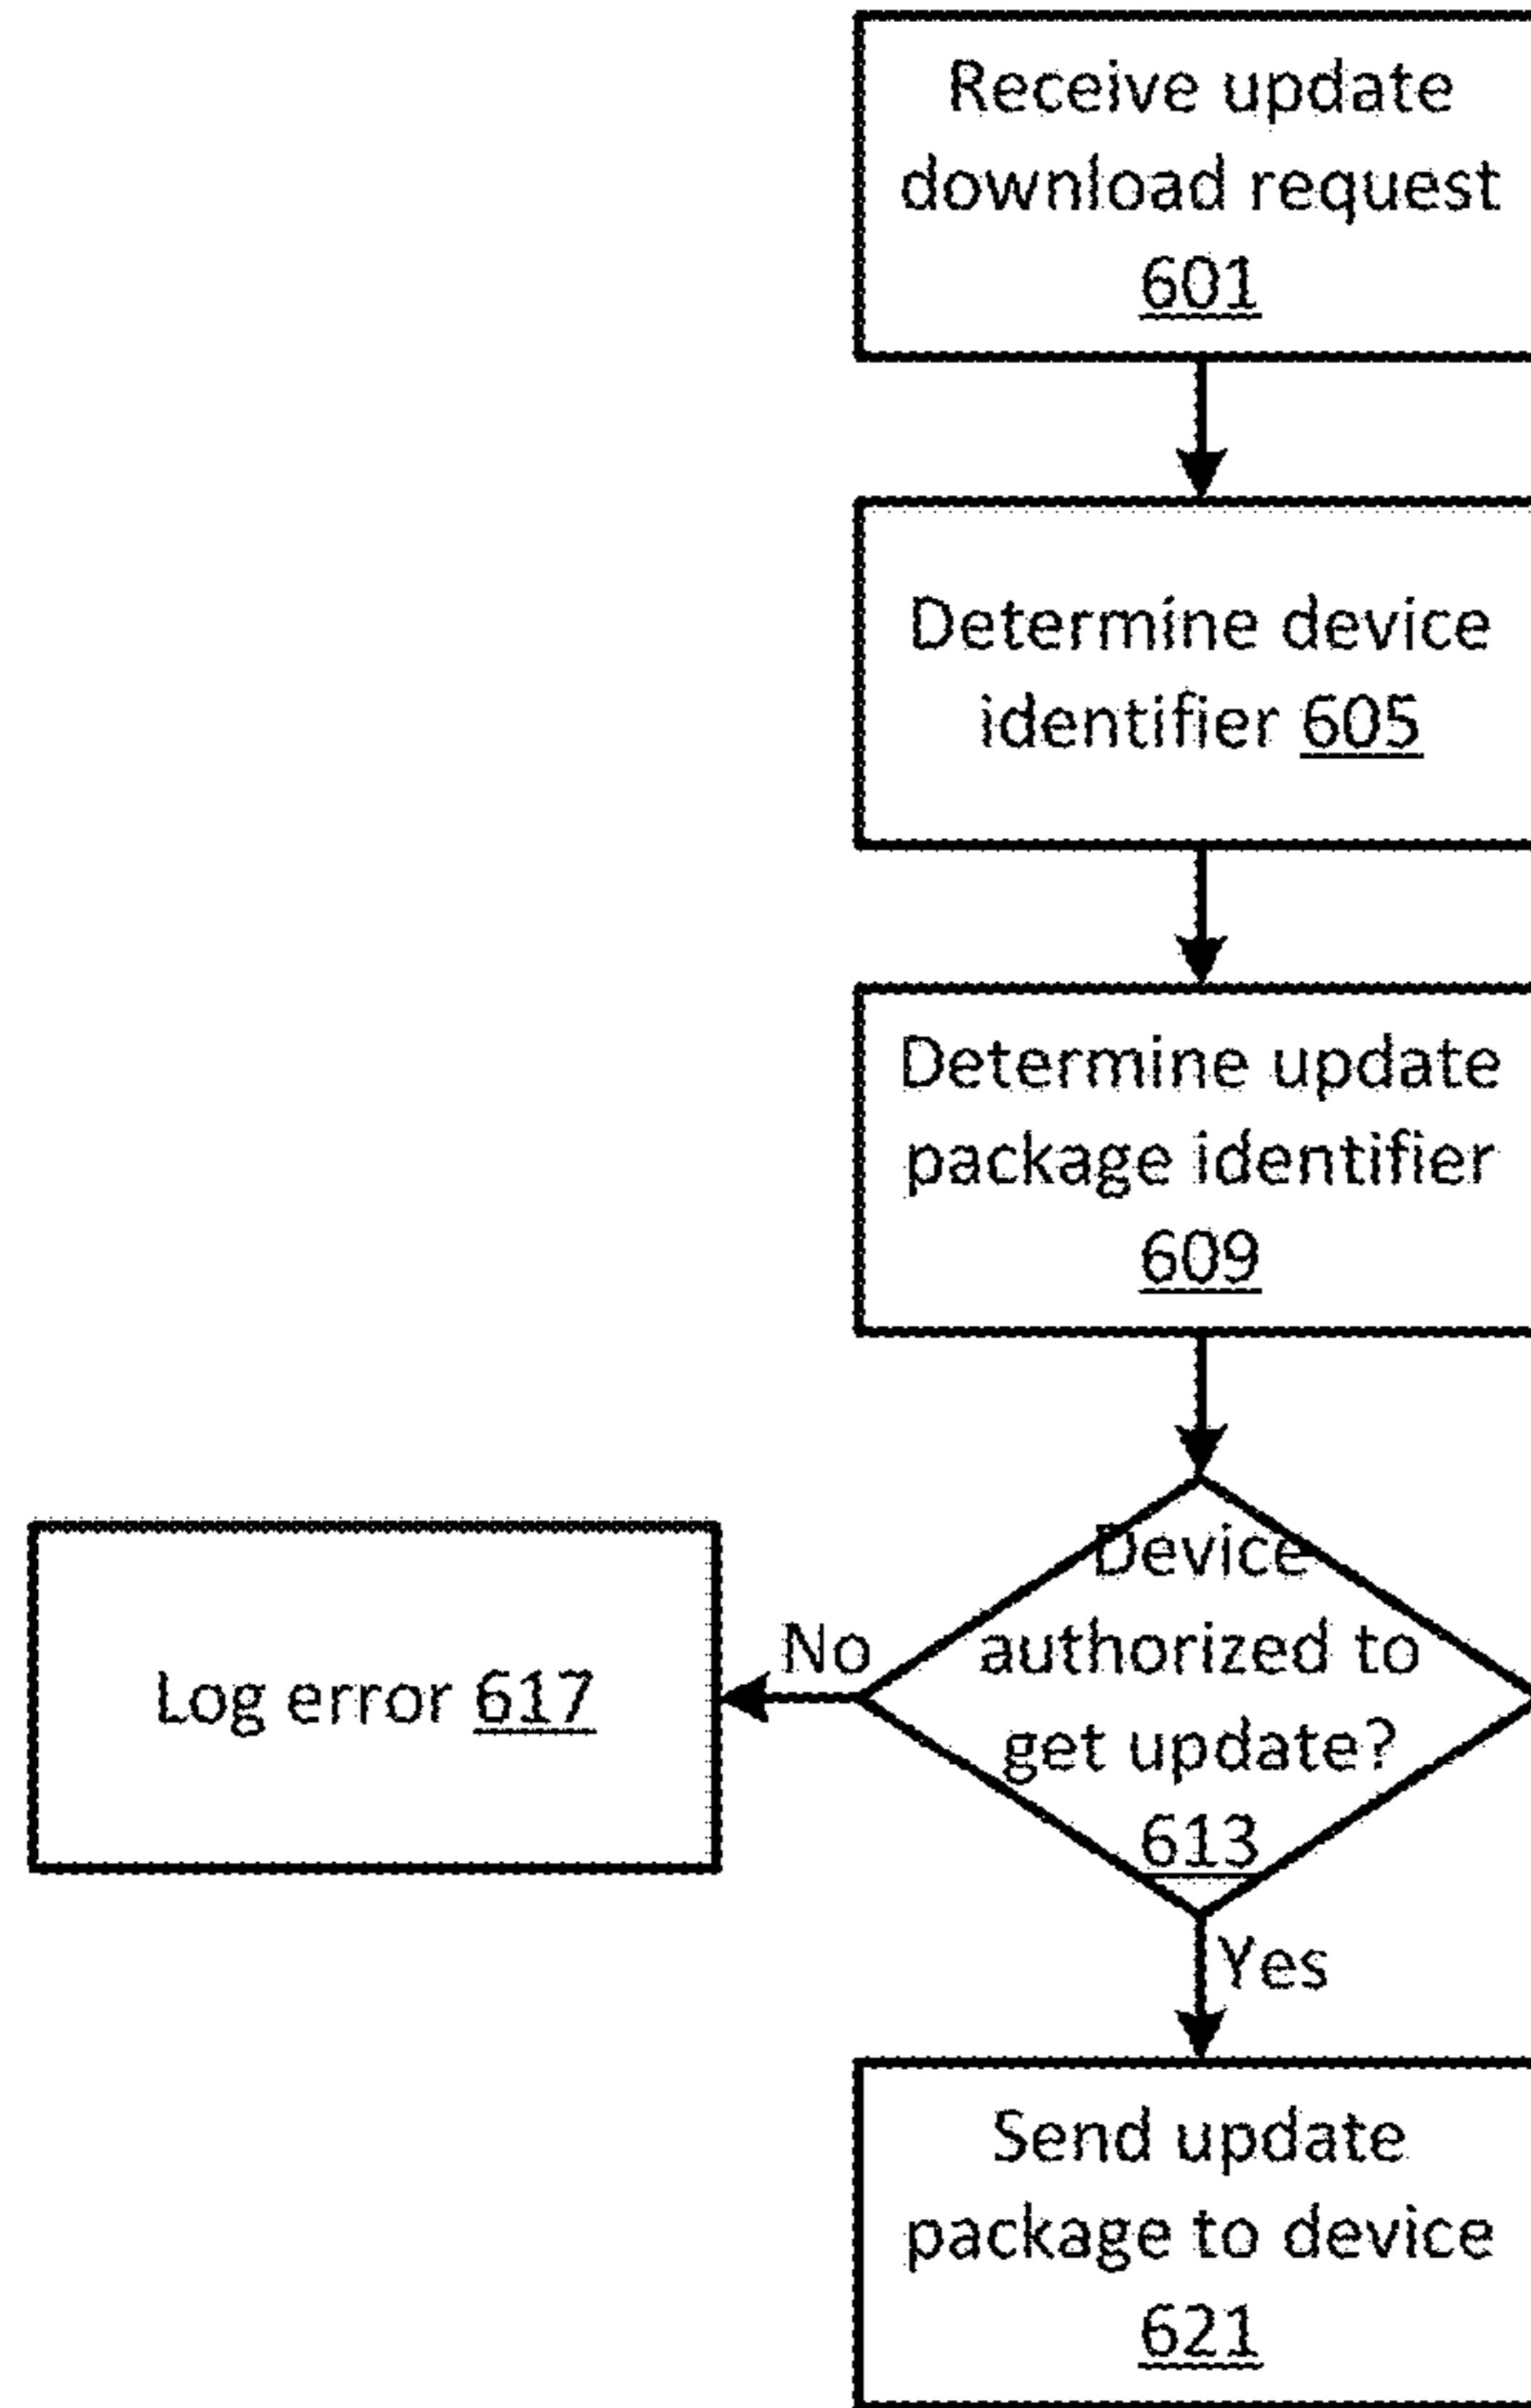 Receive update
download request
601
Determine device
identifier 605
Determine update
package identifier
609
Device
authorized to
get update?
613
No
Log error 617
Yes
Send update
package to device
621